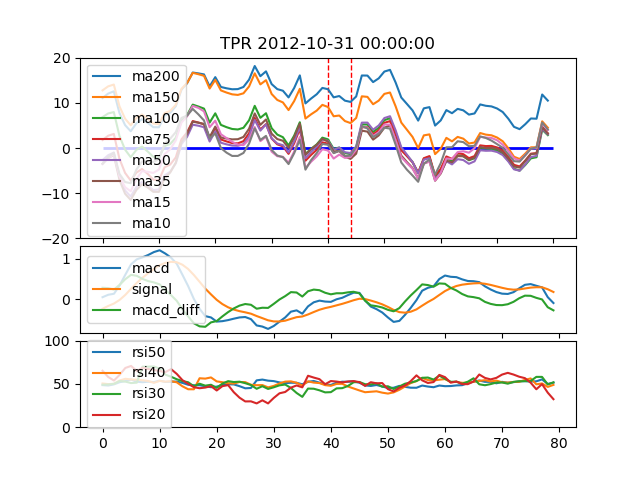 TPR 2012-10-31 00:00:00
20
10
0
−10
−20
ma200
ma150
ma100
ma75
ma50
ma35
ma15
ma10
1
0
macd
signal
macd_diff
100
50
0
rsi50
rsi40
rsi30
rsi20
0 10 20 30 40 50 60 70 80